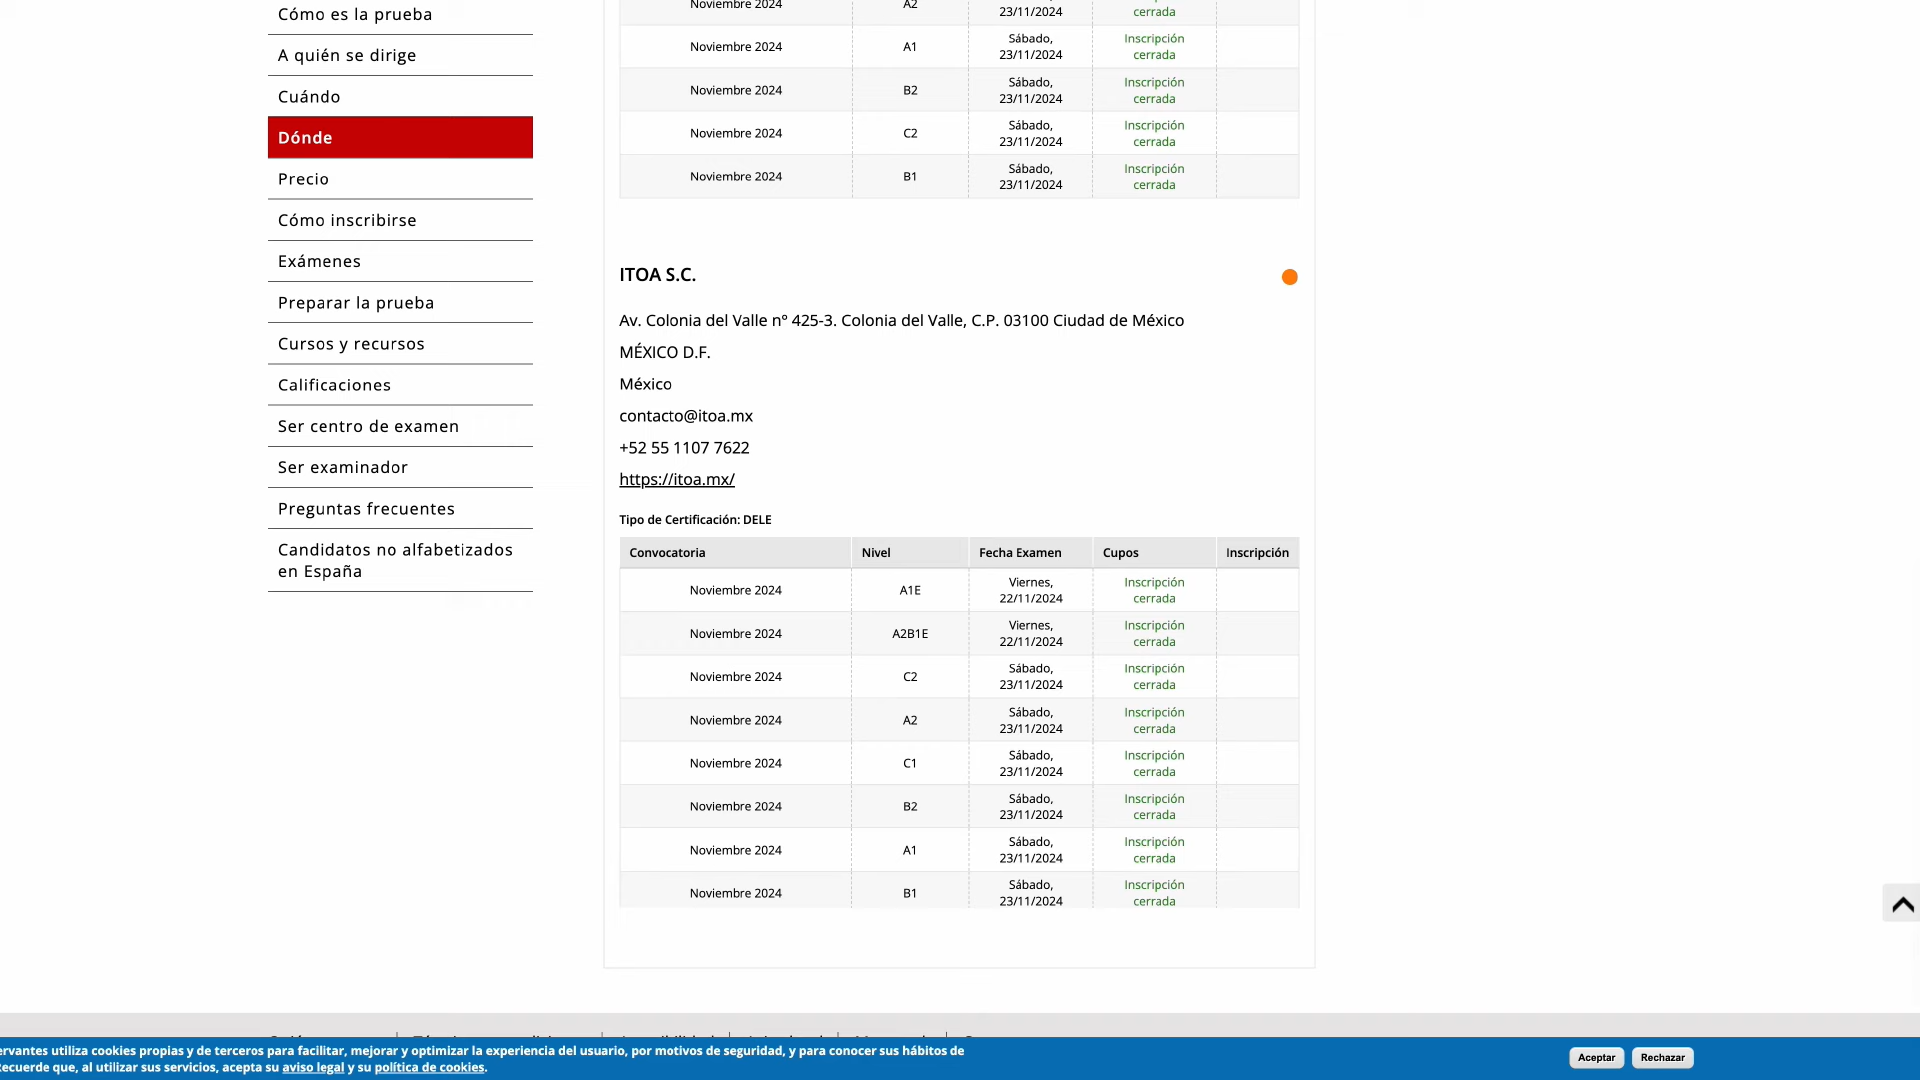 Cómo es la prueba
A quién se dirige
Cuándo
Dónde
Precio
Cómo inscribirse
Exámenes
Preparar la prueba
Cursos y recursos
Calificaciones
Ser centro de examen
Ser examinador
Preguntas frecuentes
Candidatos no alfabetizados
en España
Noviembre 2024 A2 23/11/2024 cerrada
Sábado, Inscripción
Noviembre 2024 A1
23/11/2024 cerrada
Sábado, Inscripción
Noviembre 2024 B2
23/11/2024 cerrada
Sábado, Inscripción
Noviembre 2024 C2
23/11/2024 cerrada
Sábado, Inscripción
Noviembre 2024 B1
23/11/2024 cerrada
ITOA S.C.
Av. Colonia del Valle nº 425-3. Colonia del Valle, C.P. 03100 Ciudad de México
MÉXICO D.F.
México
contacto@itoa.mx
+52 55 1107 7622
https://itoa.mx/
Tipo de Certificación: DELE
Convocatoria Nivel Fecha Examen Cupos Inscripción
Viernes, Inscripción
Noviembre 2024 A1E
22/11/2024 cerrada
Viernes, Inscripción
Noviembre 2024 A2B1E
22/11/2024 cerrada
Sábado, Inscripción
Noviembre 2024 C2
23/11/2024 cerrada
Sábado, Inscripción
Noviembre 2024 A2
23/11/2024 cerrada
Sábado, Inscripción
Noviembre 2024 C1
23/11/2024 cerrada
Sábado, Inscripción
Noviembre 2024 B2
23/11/2024 cerrada
Sábado, Inscripción
Noviembre 2024 A1
23/11/2024 cerrada
Sábado, Inscripción
Noviembre 2024 B1
23/11/2024 cerrada
ervantes utiliza cookies propias y de terceros para facilitar, mejorar y optimizar la experiencia del usuario, por motivos de seguridad, y para conocer sus hábitos de
ecuerde que, al utilizar sus servicios, acepta su aviso legal y su política de cookies.
Aceptar Rechazar